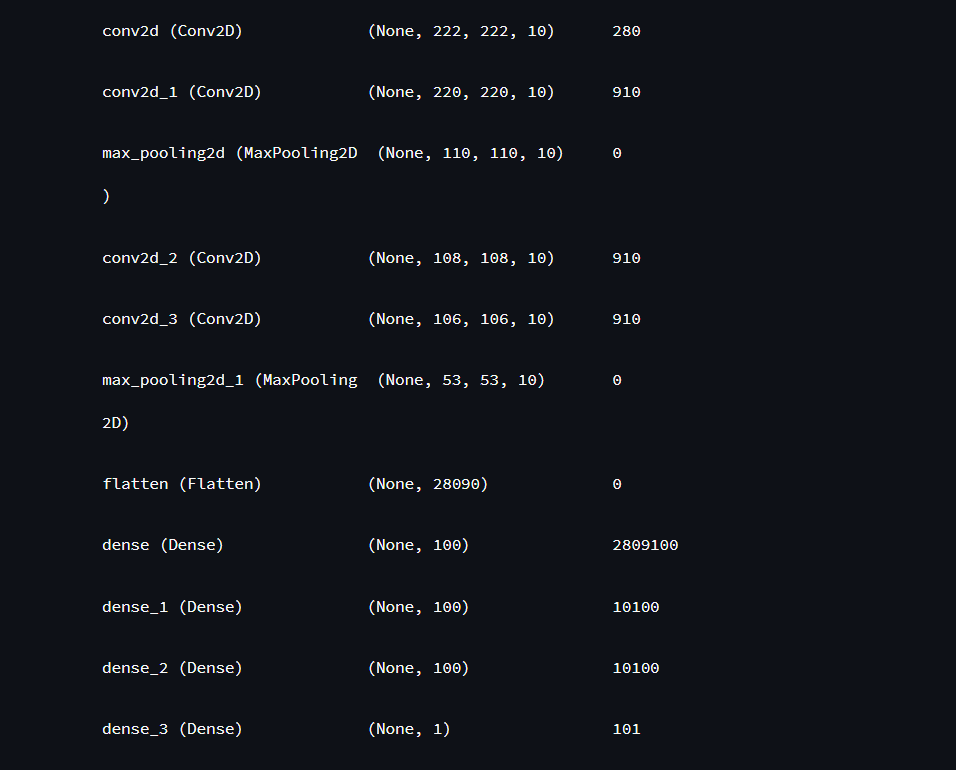 conv2d (Conv2D) (None, 222, 222, 10) 280
conv2d_1 (Conv2D) (None, 220, 220, 10) 910
max_pooling2d (MaxPooling2D (None, 110, 110, 10) 0
)
conv2d_2 (Conv2D) (None, 108, 108, 10) 910
conv2d_3 (Conv2D) (None, 106, 106, 10) 910
max_pooling2d_1 (MaxPooling (None, 53, 53, 10) 0
2D)
flatten (Flatten) (None, 28090) 0
dense (Dense) (None, 100) 2809100
dense_1 (Dense) (None, 100) 10100
dense_2 (Dense) (None, 100) 10100
dense_3 (Dense) (None, 1) 101